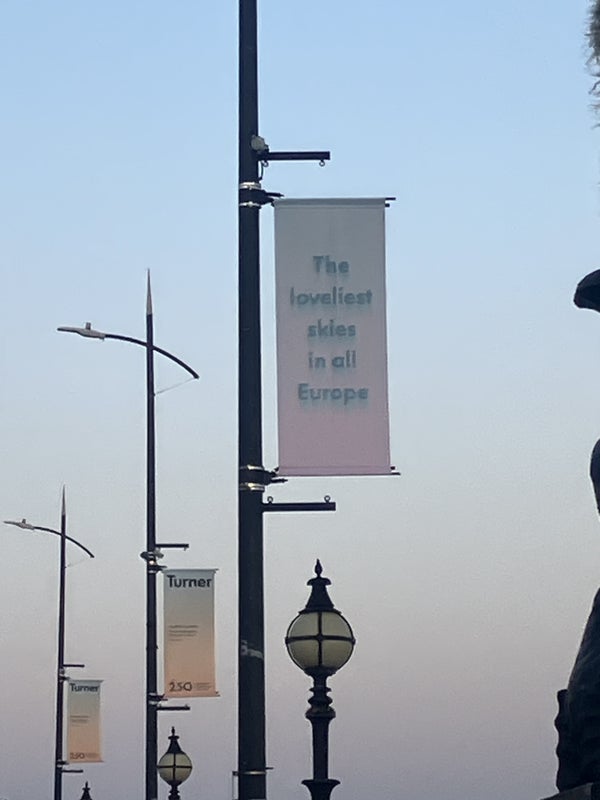 The
loveliest
skies
in all
Europe
Turner
250
Turner
250